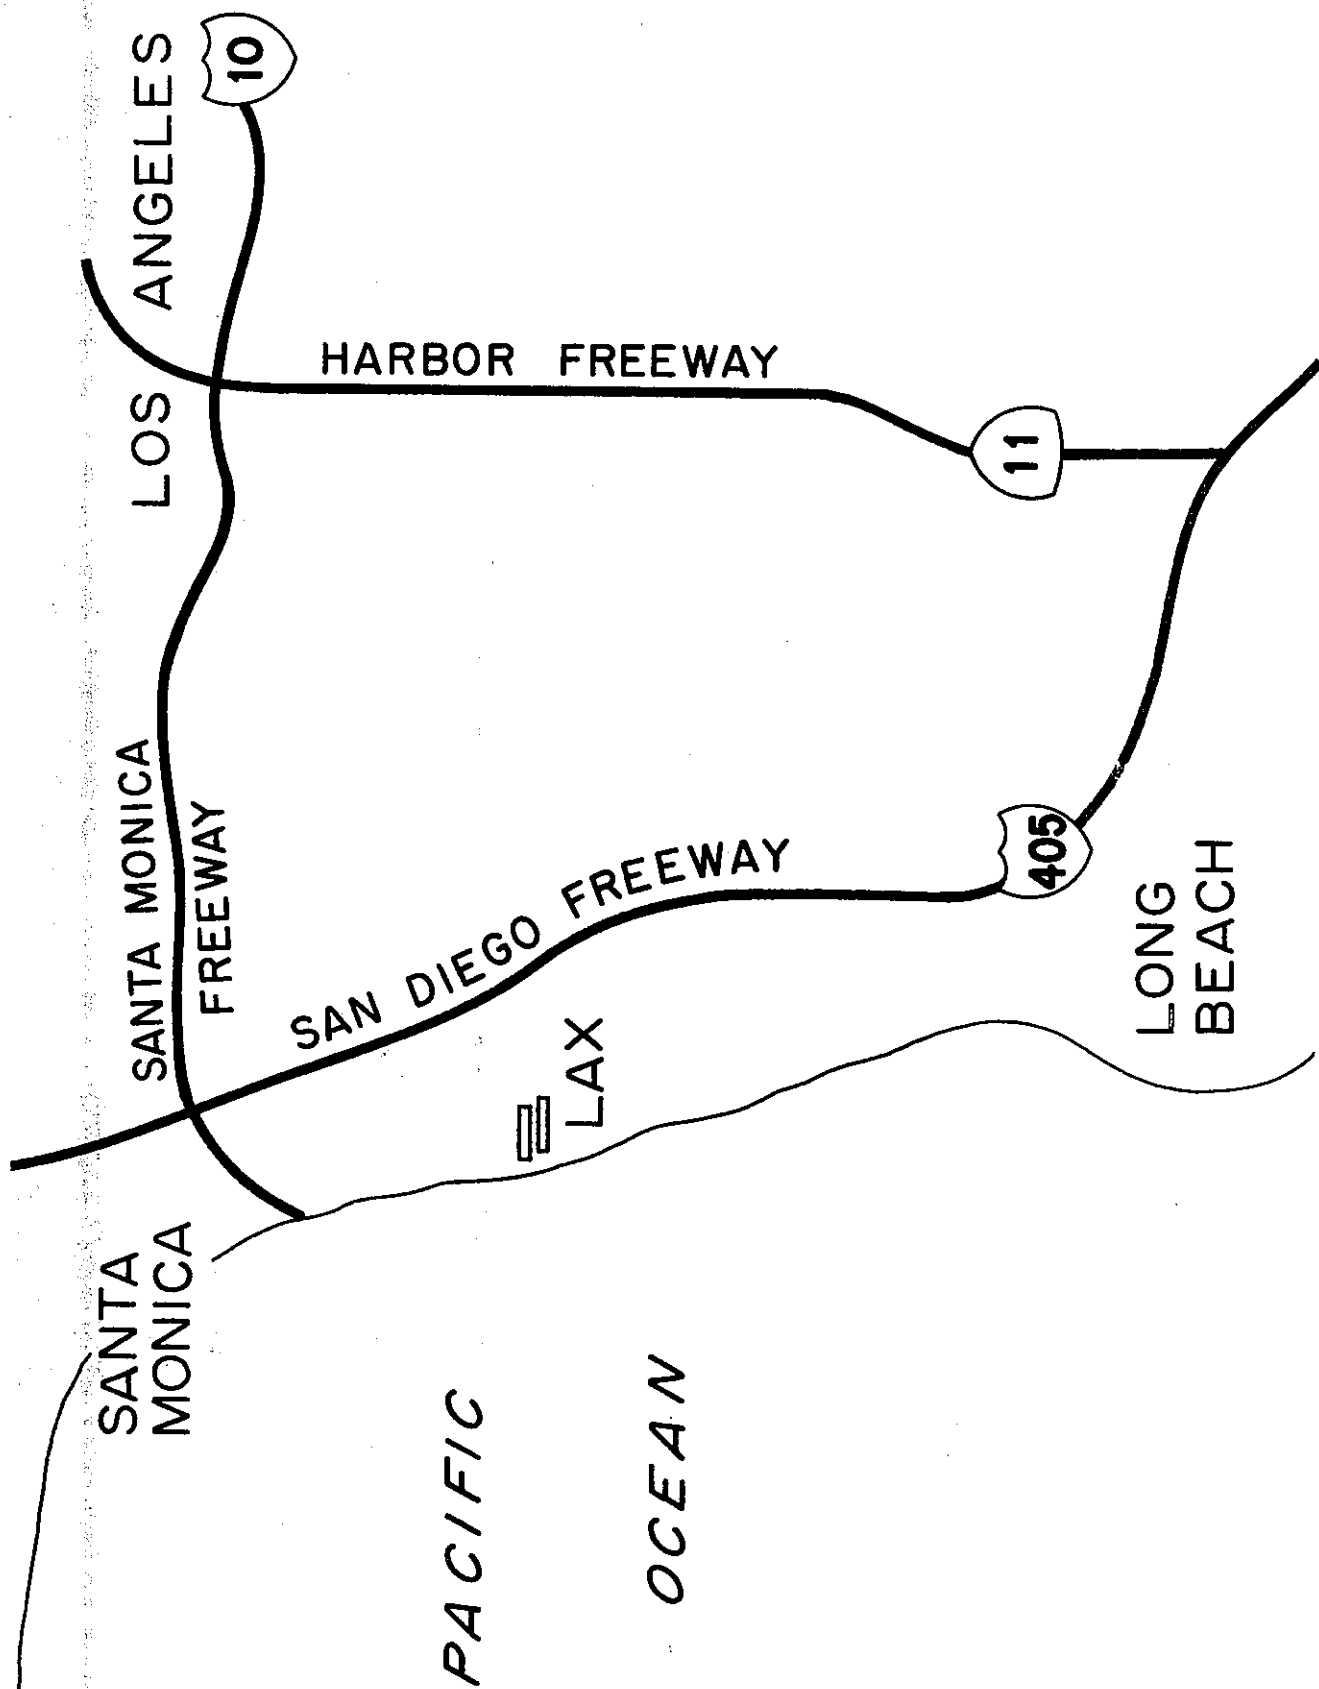 SANTA
MONICA
SANTA MONICA
FREEWAY
LOS ANGELES
10
HARBOR FREEWAY
11
SAN DIEGO FREEWAY
405
LAX
LONG
BEACH
PACIFIC
OCEAN